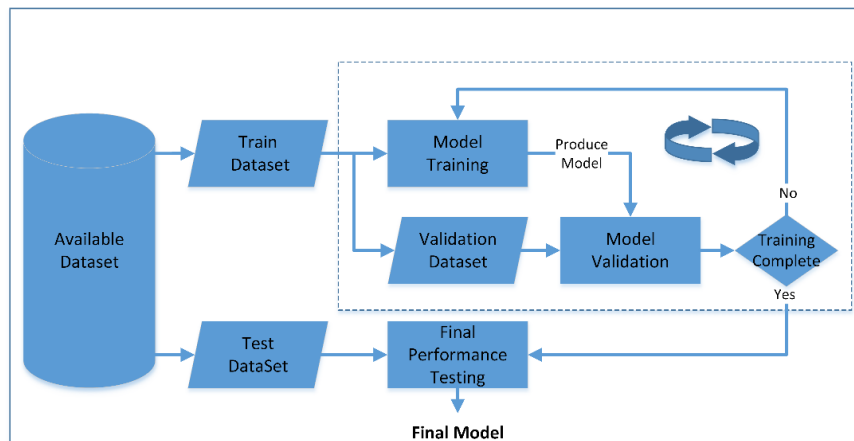 Available
Dataset
Train
Dataset
Model
Training
Produce
Model
No
Validation
Dataset
Model
Validation
Training
Complete
Yes
Test
DataSet
Final
Performance
Testing
Final Model